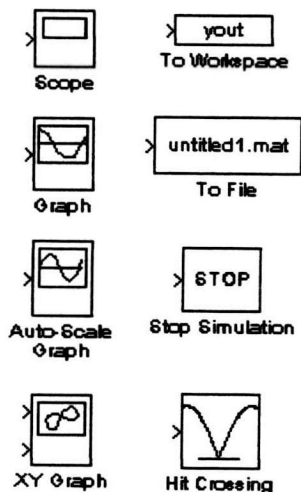 yout
Scope
To Workspace
untitled1.mat
Graph
To File
STOP
Auto-Scale
Graph
Stop Simulation
XY Graph
Hit Crossing